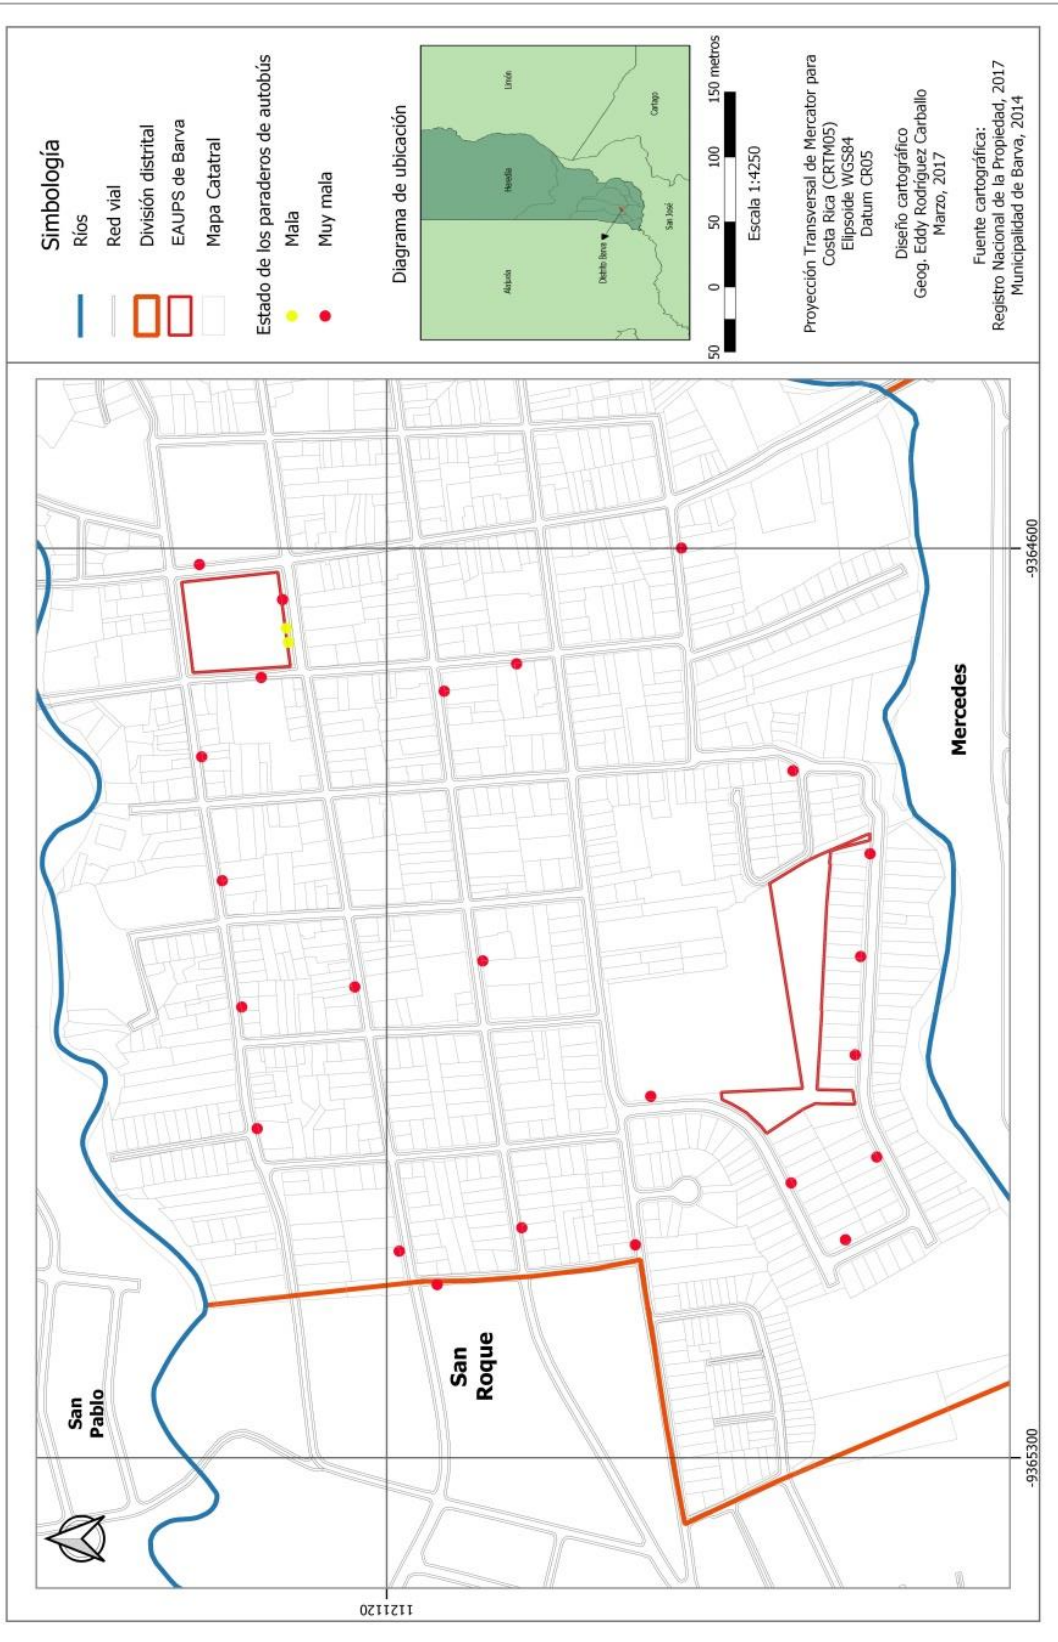 Simbología
Ríos
Red vial
División distrital
EAUPS de Barva
Mapa Catatral
Estado de los paraderos de autobús
Mala
Muy mala
Diagrama de ubicación
Limón
Heredia
Cartago
Alajuela
Distrito Barva
San José
50 0 50 100 150 metros
Escala 1:4250
Proyección Transversal de Mercator para
Costa Rica (CRTM05)
Elipsoide WGS84
Datum CR05
Diseño cartográfico
Geog. Eddy Rodríguez Carballo
Marzo, 2017
Fuente cartográfica:
Registro Nacional de la Propiedad, 2017
Municipalidad de Barva, 2014
San
Pablo
San
Roque
Mercedes
-9365300
-9364600
1121120